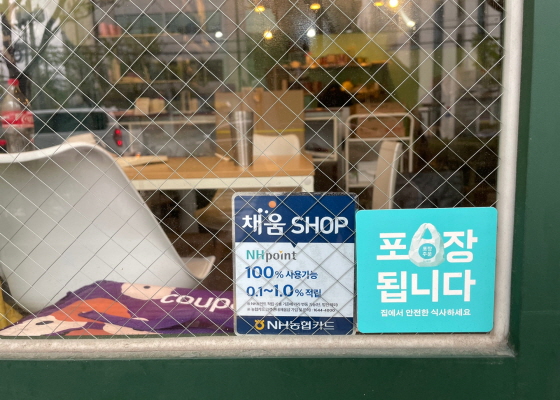 채움 SHOP
NHpoint
100% 사용가능
0.1~1.0% 적립
NH농협카드
포장
됩니다
집에서 안전한 식사하세요
coup